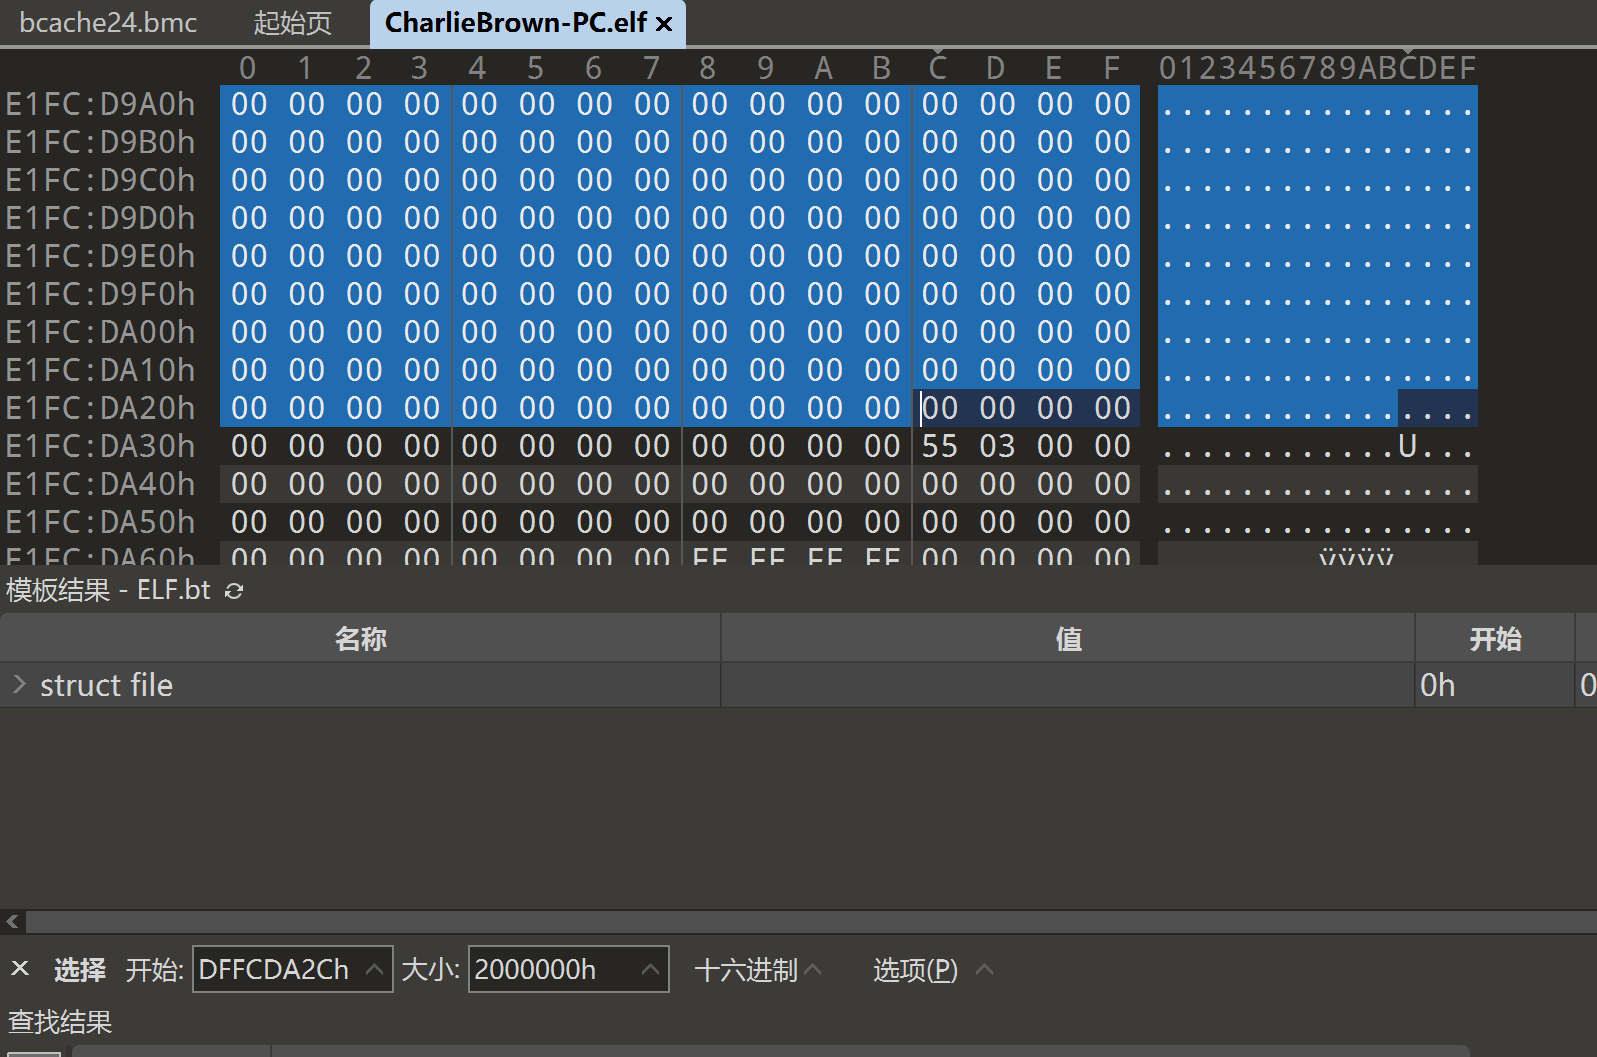 bcache24.bmc 起始页 CharlieBrown-PC.elf ×
0 1 2 3 4 5 6 7 8 9 A B C D E F 0123456789ABCDEF
E1FC:D9A0h 00 00 00 00 00 00 00 00 00 00 00 00 00 00 00 00 ................
E1FC:D9B0h 00 00 00 00 00 00 00 00 00 00 00 00 00 00 00 00 ................
E1FC:D9C0h 00 00 00 00 00 00 00 00 00 00 00 00 00 00 00 00 ................
E1FC:D9D0h 00 00 00 00 00 00 00 00 00 00 00 00 00 00 00 00 ................
E1FC:D9E0h 00 00 00 00 00 00 00 00 00 00 00 00 00 00 00 00 ................
E1FC:D9F0h 00 00 00 00 00 00 00 00 00 00 00 00 00 00 00 00 ................
E1FC:DA00h 00 00 00 00 00 00 00 00 00 00 00 00 00 00 00 00 ................
E1FC:DA10h 00 00 00 00 00 00 00 00 00 00 00 00 00 00 00 00 ................
E1FC:DA20h 00 00 00 00 00 00 00 00 00 00 00 00 00 00 00 00 ................
E1FC:DA30h 00 00 00 00 00 00 00 00 00 00 00 00 55 03 00 00 ............U...
E1FC:DA40h 00 00 00 00 00 00 00 00 00 00 00 00 00 00 00 00 ................
E1FC:DA50h 00 00 00 00 00 00 00 00 00 00 00 00 00 00 00 00 ................
E1FC:DA60h 00 00 00 00 00 00 00 00 FF FF FF FF 00 00 00 00 ÿÿÿÿ
模板结果 - ELF.bt
名称 值 开始
struct file 0h 0
× 选择 开始: DFFCDA2Ch 大小: 2000000h 十六进制 选项(P)
查找结果